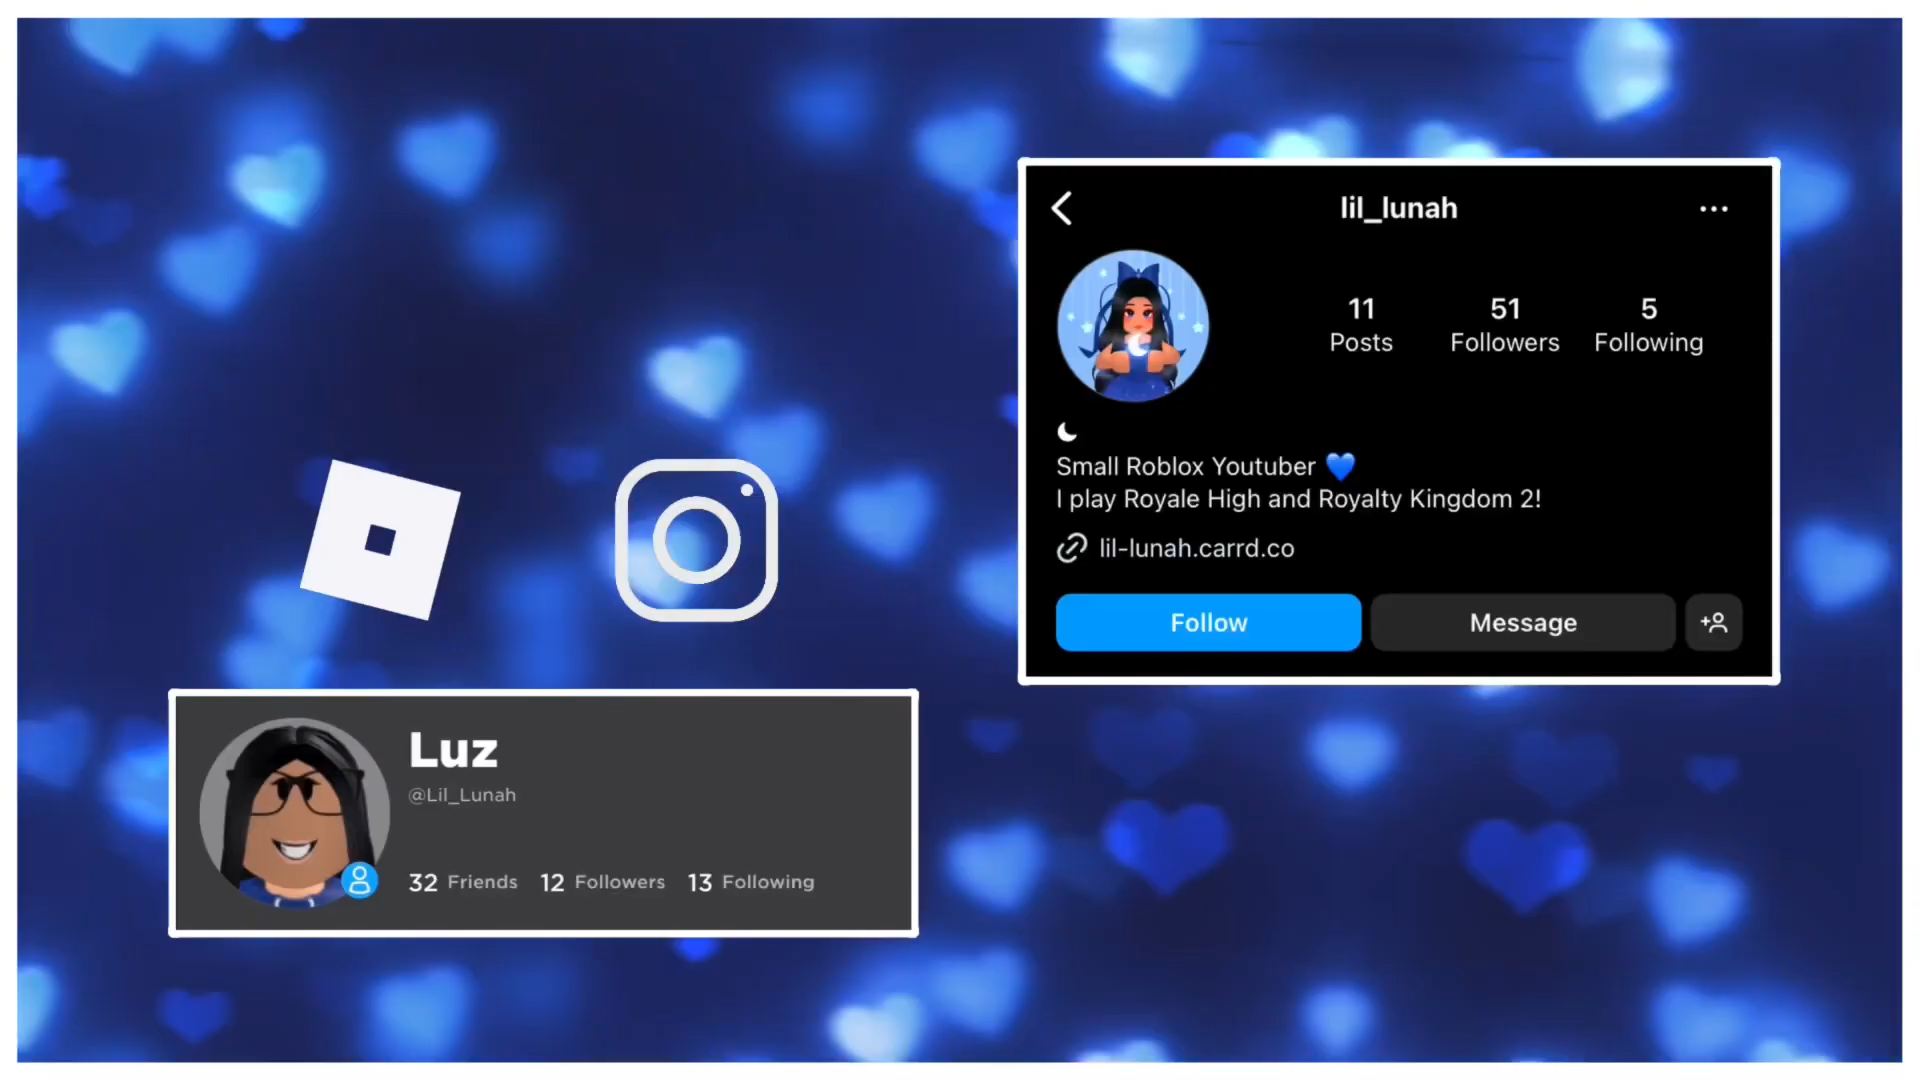 lil_lunah
11 51 5
Posts Followers Following
Small Roblox Youtuber 💙
I play Royale High and Royalty Kingdom 2!
lil-lunah.carrd.co
Follow Message
Luz
@Lil_Lunah
32 Friends 12 Followers 13 Following